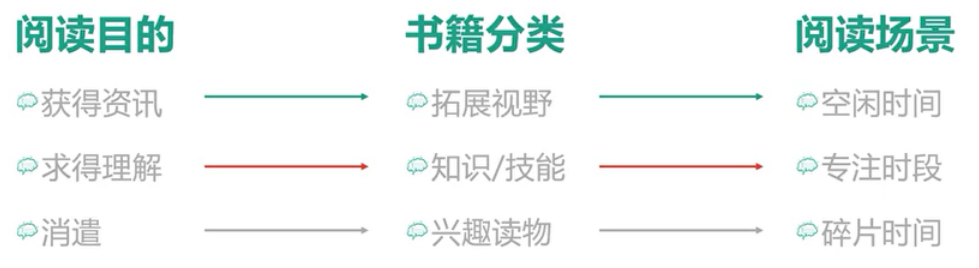 阅读目的 书籍分类 阅读场景
获得资讯 拓展视野 空闲时间
求得理解 知识/技能 专注时段
消遣 兴趣读物 碎片时间